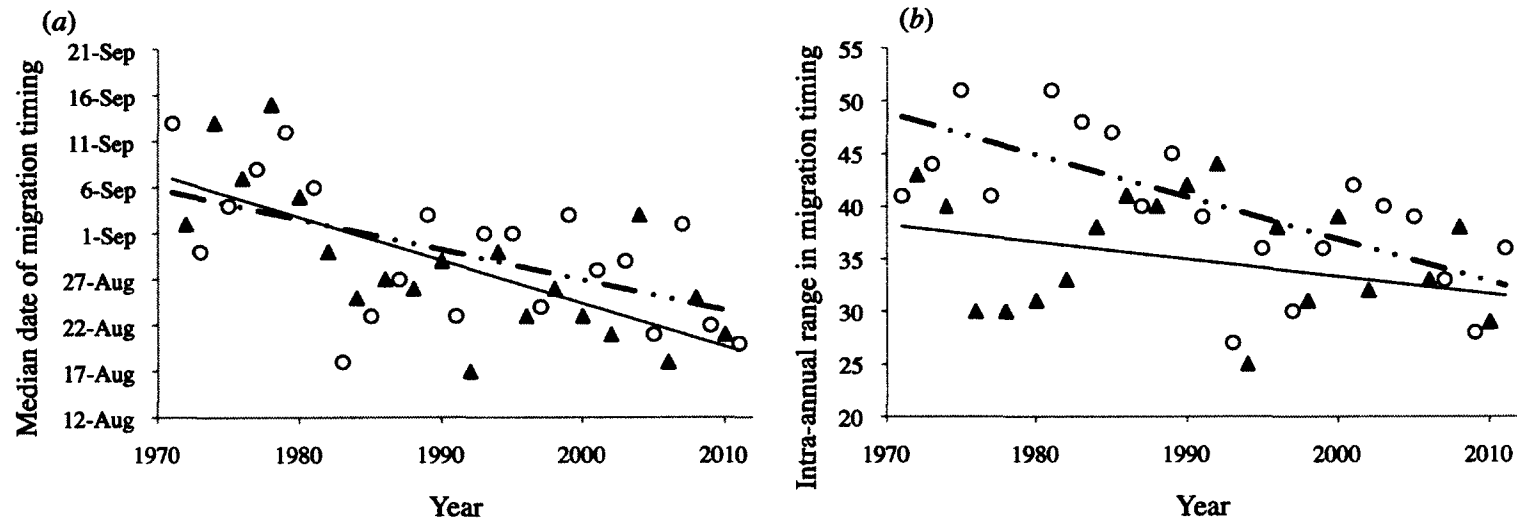 (a)
Median date of migration timing
21-Sep
16-Sep
11-Sep
6-Sep
1-Sep
27-Aug
22-Aug
17-Aug
12-Aug
1970
1980
1990
2000
2010
Year
(b)
Intra-annual range in migration timing
55
50
45
40
35
30
25
20
1970
1980
1990
2000
2010
Year